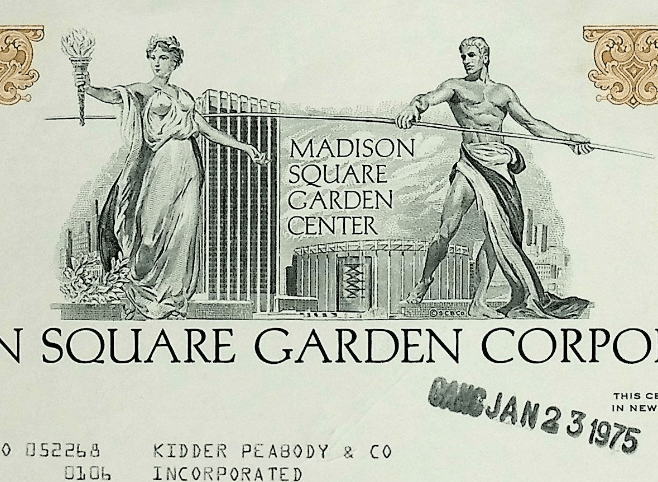 MADISON
SQUARE
GARDEN
CENTER
©SCBCO
N SQUARE GARDEN CORPO
JAN 23 1975
THIS CE
IN NEW
O 052268 KIDDER PEABODY & CO
0106 INCORPORATED